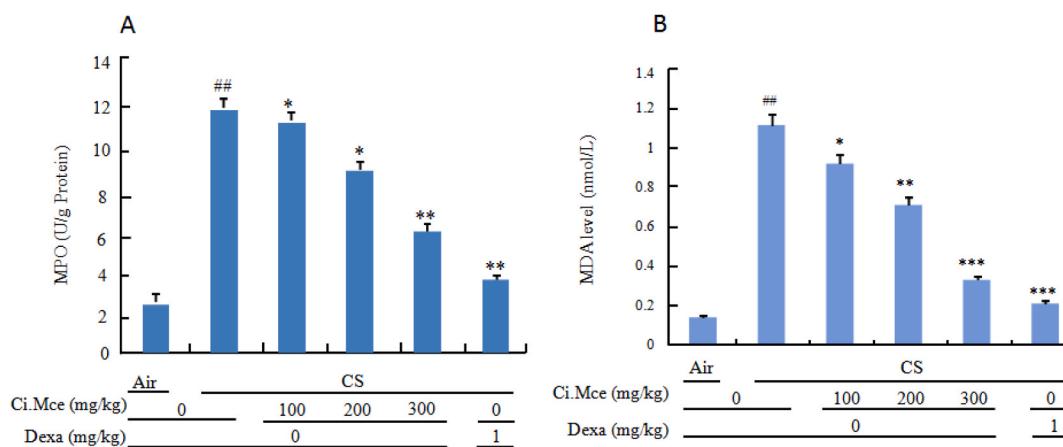 A
MPO (U/g Protein)
14
12
10
8
6
4
2
0
##
*
*
**
**
Air CS
Ci.Mce (mg/kg) 0 100 200 300 0
Dexa (mg/kg) 0 1
B
MDA level (nmol/L)
1.4
1.2
1
0.8
0.6
0.4
0.2
0
##
*
**
***
***
Air CS
Ci.Mce (mg/kg) 0 100 200 300 0
Dexa (mg/kg) 0 1